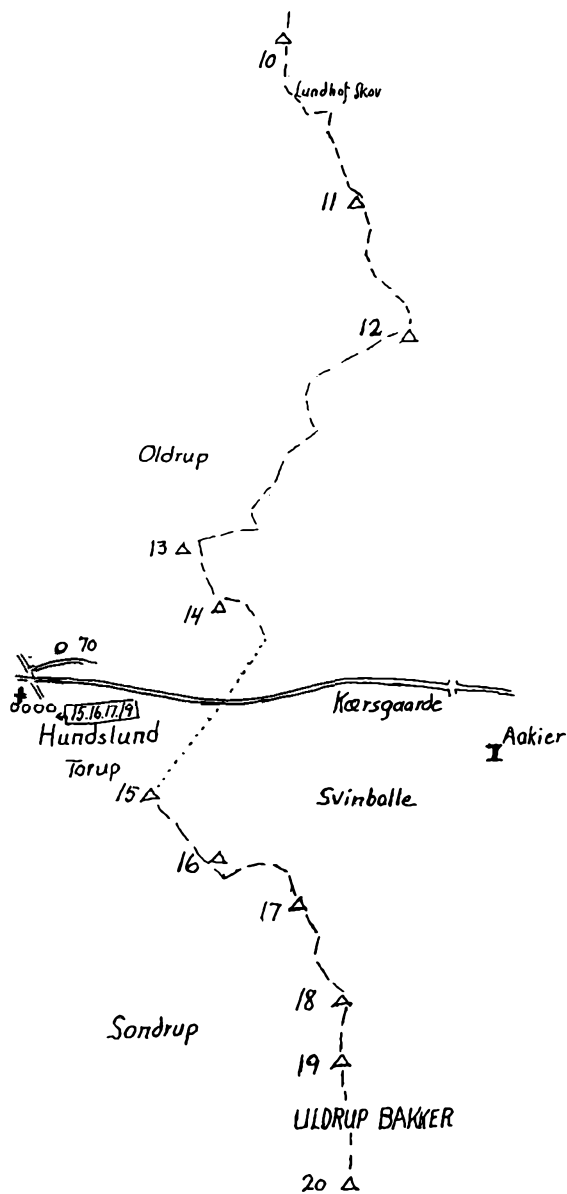 10
Lundhof Skov
11
12
Oldrup
13
14
70
15.16.17.19
Kærsgaarde
Hundslund
Aakier
Torup
15
Svinballe
16
17
18
Sondrup
19
ULDRUP BAKKER
20